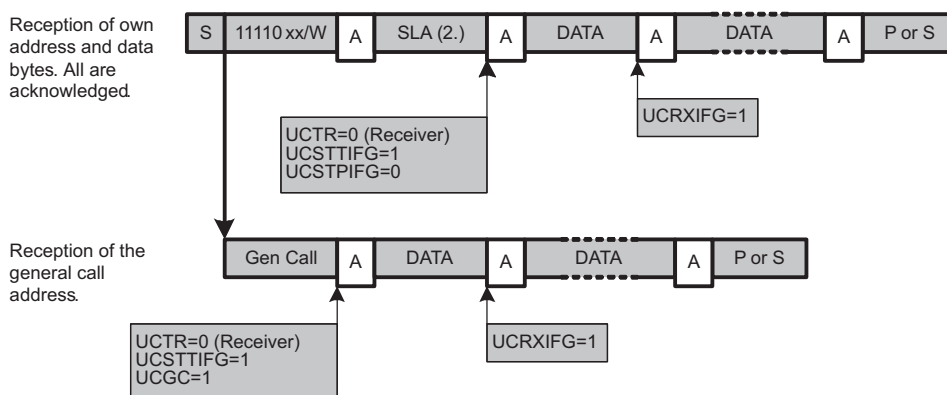 Reception of own
address and data
bytes. All are
acknowledged.
S 11110 xx/W A SLA (2.) A DATA A DATA A P or S
UCTR=0 (Receiver)
UCSTTIFG=1
UCSTPIFG=0
UCRXIFG=1
Reception of the
general call
address.
Gen Call A DATA A DATA A P or S
UCTR=0 (Receiver)
UCSTTIFG=1
UCGC=1
UCRXIFG=1